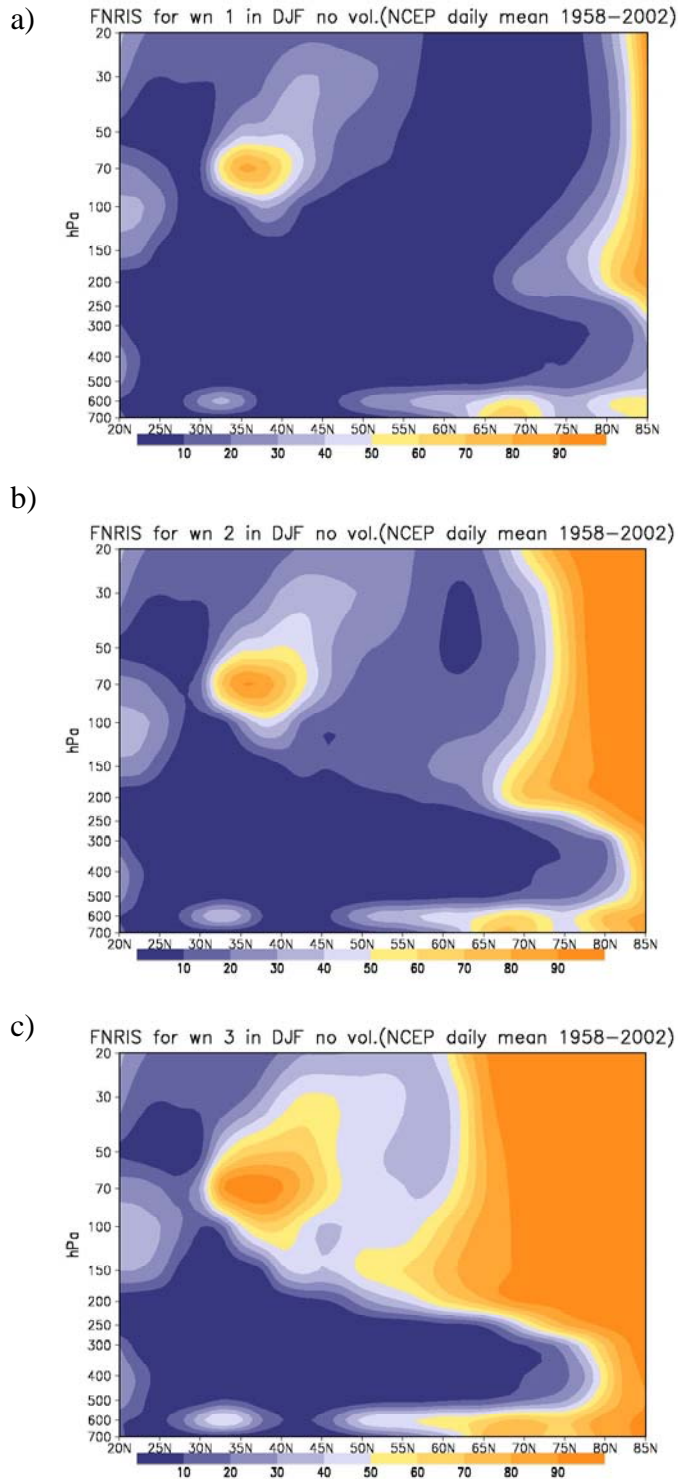 a)
FNRIS for wn 1 in DJF no vol.(NCEP daily mean 1958−2002)
20
30
50
70
100
150
200
250
300
400
500
600
700
hPa
20N 25N 30N 35N 40N 45N 50N 55N 60N 65N 70N 75N 80N 85N
10 20 30 40 50 60 70 80 90
b)
FNRIS for wn 2 in DJF no vol.(NCEP daily mean 1958−2002)
20
30
50
70
100
150
200
250
300
400
500
600
700
hPa
20N 25N 30N 35N 40N 45N 50N 55N 60N 65N 70N 75N 80N 85N
10 20 30 40 50 60 70 80 90
c)
FNRIS for wn 3 in DJF no vol.(NCEP daily mean 1958−2002)
20
30
50
70
100
150
200
250
300
400
500
600
700
hPa
20N 25N 30N 35N 40N 45N 50N 55N 60N 65N 70N 75N 80N 85N
10 20 30 40 50 60 70 80 90